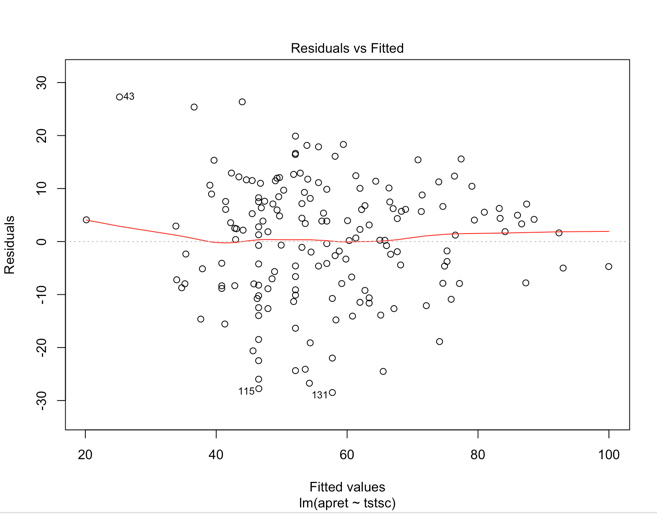 Residuals vs Fitted
Residuals
30
20
10
0
-10
-20
-30
43
115
131
20 40 60 80 100
Fitted values
lm(apret ~ tstsc)